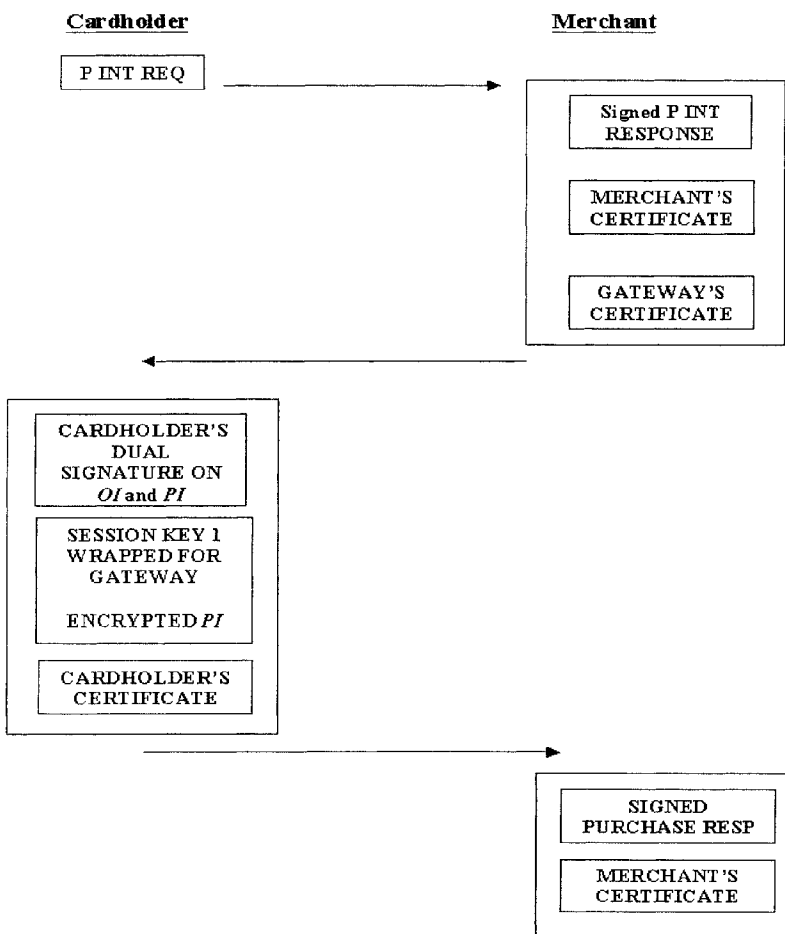 Cardholder
Merchant
P INT REQ
Signed P INT
RESPONSE
MERCHANT'S
CERTIFICATE
GATEWAY'S
CERTIFICATE
CARDHOLDER'S
DUAL
SIGNATURE ON
OI and PI
SESSION KEY 1
WRAPPED FOR
GATEWAY
ENCRYPTED PI
CARDHOLDER'S
CERTIFICATE
SIGNED
PURCHASE RESP
MERCHANT'S
CERTIFICATE